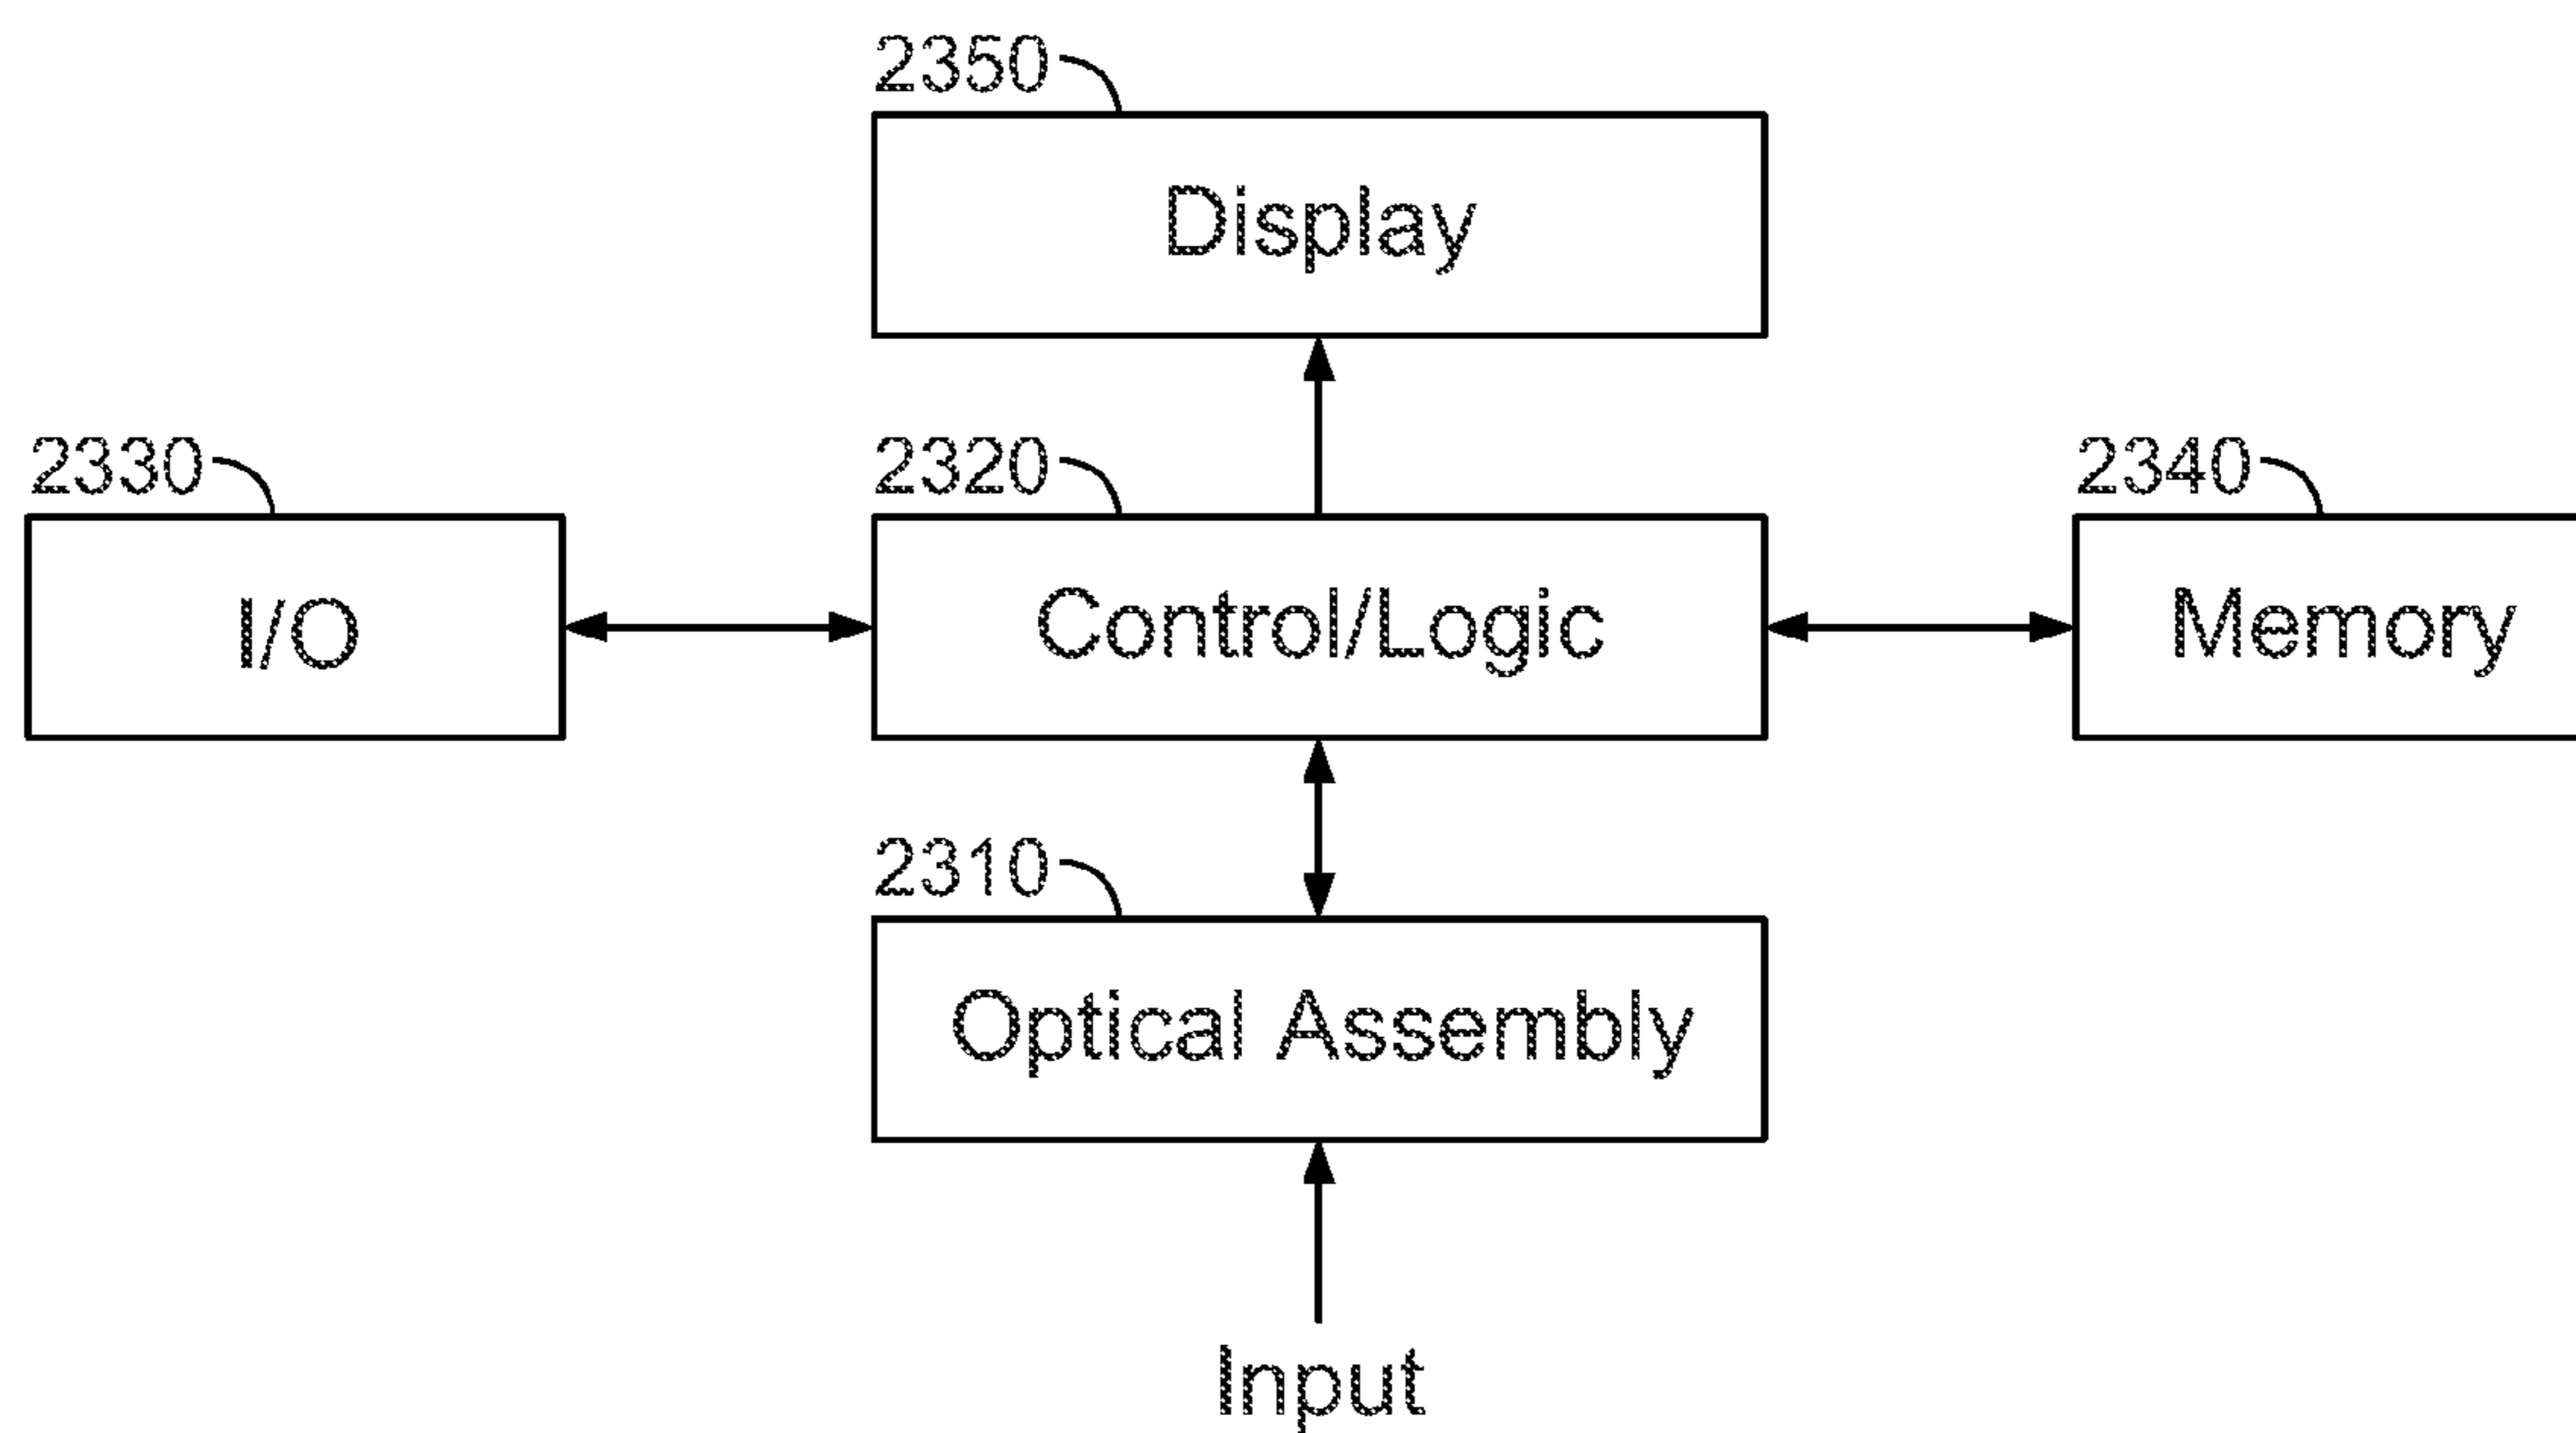 2350
Display
2330
2320
2340
I/O
Control/Logic
Memory
2310
Optical Assembly
Input